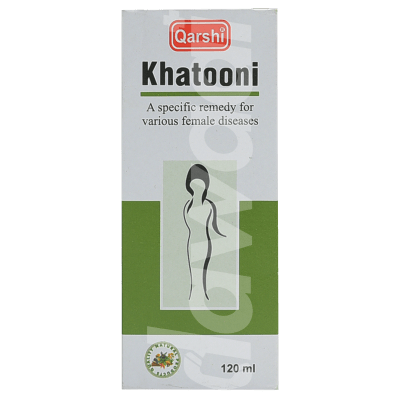 Qarshi
Khatooni
A specific remedy for
various female diseases
120 ml